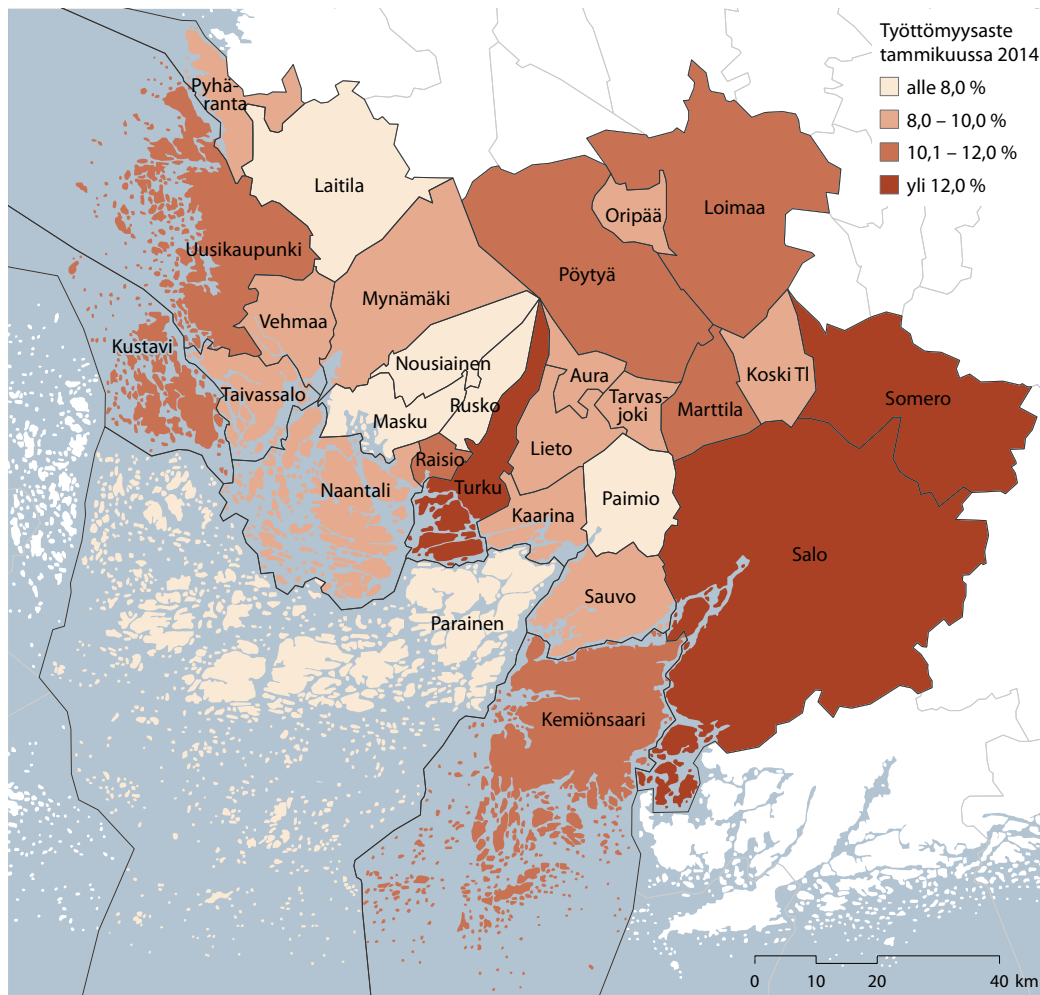 Työttömyysaste
tammikuussa 2014
alle 8,0 %
8,0 – 10,0 %
10,1 – 12,0 %
yli 12,0 %
Pyhä-
ranta
Laitila
Oripää
Loimaa
Uusikaupunki
Pöytyä
Mynämäki
Vehmaa
Kustavi
Nousiainen
Aura
Koski Tl
Taivassalo
Tarvas-
joki
Somero
Rusko
Marttila
Masku
Lieto
Raisio
Turku
Naantali
Paimio
Kaarina
Salo
Sauvo
Parainen
Kemiönsaari
0 10 20 40 km